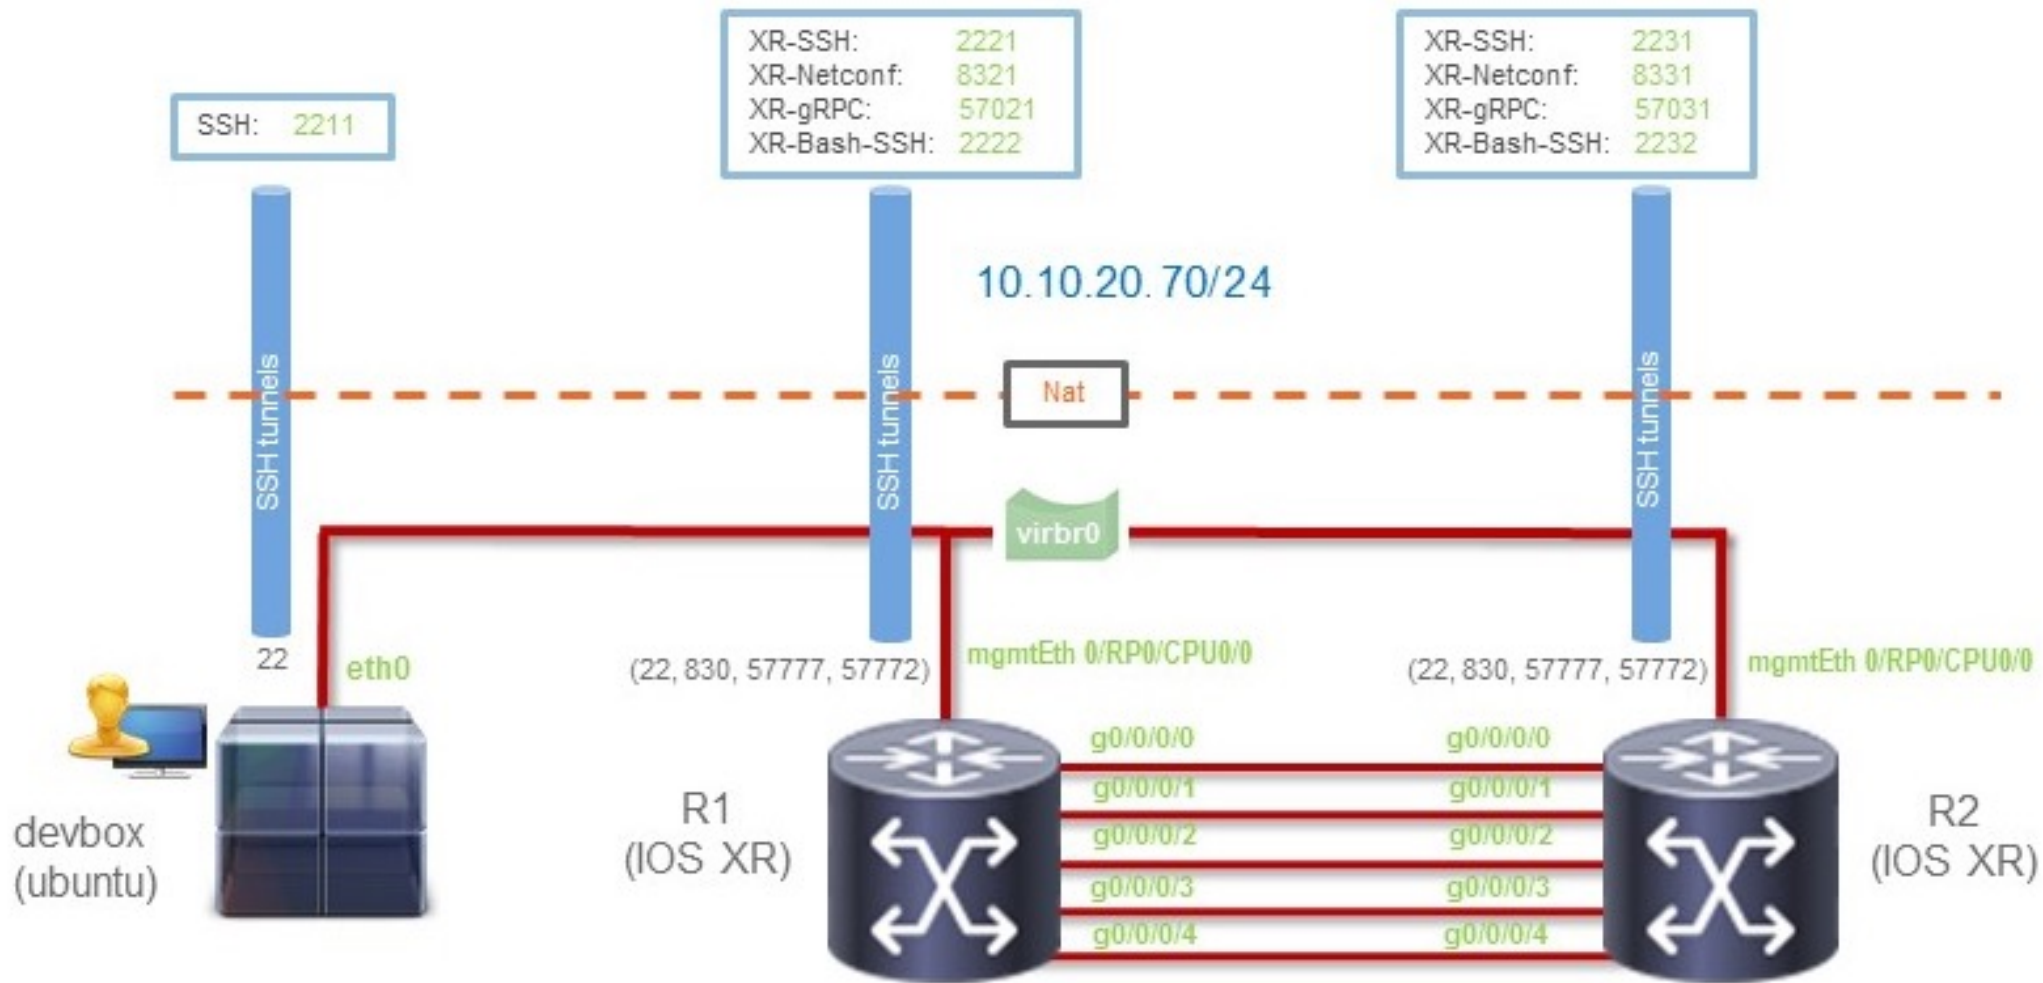 SSH: 2211
XR-SSH: 2221
XR-Netconf: 8321
XR-gRPC: 57021
XR-Bash-SSH: 2222
XR-SSH: 2231
XR-Netconf: 8331
XR-gRPC: 57031
XR-Bash-SSH: 2232
10.10.20.70/24
SSH tunnels
SSH tunnels
SSH tunnels
Nat
virbr0
22
eth0
(22, 830, 57777, 57772)
mgmtEth 0/RP0/CPU0/0
(22, 830, 57777, 57772)
mgmtEth 0/RP0/CPU0/0
devbox
(ubuntu)
R1
(IOS XR)
g0/0/0/0 g0/0/0/0
g0/0/0/1 g0/0/0/1
g0/0/0/2 g0/0/0/2
g0/0/0/3 g0/0/0/3
g0/0/0/4 g0/0/0/4
R2
(IOS XR)